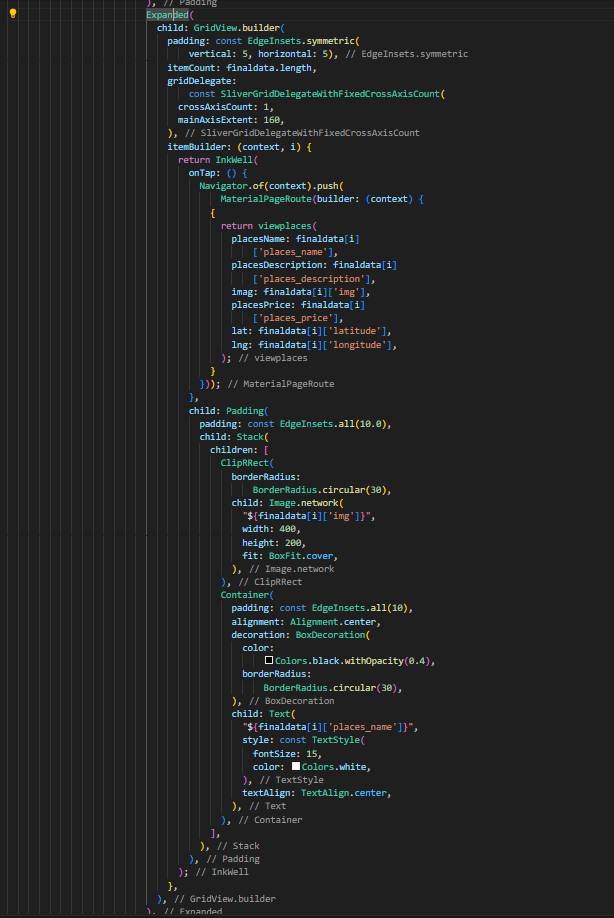 ), // Padding
Expanded(
child: GridView.builder(
padding: const EdgeInsets.symmetric(
vertical: 5, horizontal: 5), // EdgeInsets.symmetric
itemCount: finaldata.length,
gridDelegate:
const SliverGridDelegateWithFixedCrossAxisCount(
crossAxisCount: 1,
mainAxisExtent: 160,
), // SliverGridDelegateWithFixedCrossAxisCount
itemBuilder: (context, i) {
return InkWell(
onTap: () {
Navigator.of(context).push(
MaterialPageRoute(builder: (context) {
{
return viewplaces(
placesName: finaldata[i]
['places_name'],
placesDescription: finaldata[i]
['places_description'],
imag: finaldata[i]['img'],
placesPrice: finaldata[i]
['places_price'],
lat: finaldata[i]['latitude'],
lng: finaldata[i]['longitude'],
); // viewplaces
}
})); // MaterialPageRoute
},
child: Padding(
padding: const EdgeInsets.all(10.0),
child: Stack(
children: [
ClipRRect(
borderRadius:
BorderRadius.circular(30),
child: Image.network(
"${finaldata[i]['img']}",
width: 400,
height: 200,
fit: BoxFit.cover,
), // Image.network
), // ClipRRect
Container(
padding: const EdgeInsets.all(10),
alignment: Alignment.center,
decoration: BoxDecoration(
color:
Colors.black.withOpacity(0.4),
borderRadius:
BorderRadius.circular(30),
), // BoxDecoration
child: Text(
"${finaldata[i]['places_name']}",
style: const TextStyle(
fontSize: 15,
color: Colors.white,
), // TextStyle
textAlign: TextAlign.center,
), // Text
), // Container
],
), // Stack
), // Padding
); // InkWell
},
), // GridView.builder
), // Expanded